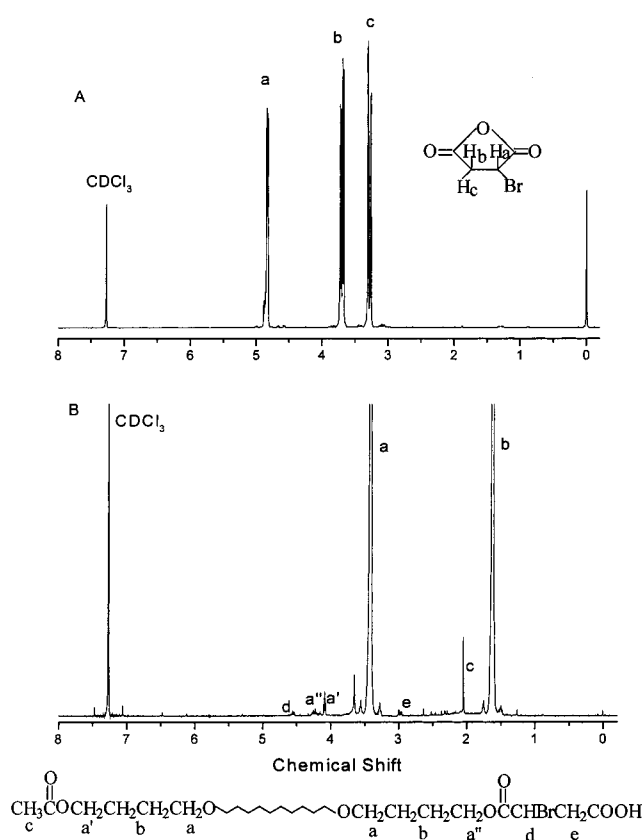 A
a
b
c
CDCl₃
O
O
O
Hb
Ha
Hc
Br
8 7 6 5 4 3 2 1 0
B
CDCl₃
a
b
c
d
a"
a'
e
8 7 6 5 4 3 2 1 0
Chemical Shift
O O
CH₃COCH₂CH₂CH₂CH₂O OCH₂CH₂CH₂CH₂OCCHBrCH₂COOH
c a' b a a b a" d e